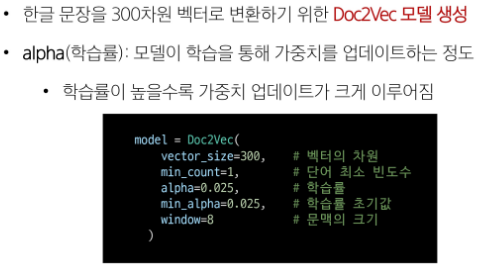 • 한글 문장을 300차원 벡터로 변환하기 위한 Doc2Vec 모델 생성
• alpha(학습률): 모델이 학습을 통해 가중치를 업데이트하는 정도
• 학습률이 높을수록 가중치 업데이트가 크게 이루어짐
model = Doc2Vec(
vector_size=300, # 벡터의 차원
min_count=1, # 단어 최소 빈도수
alpha=0.025, # 학습률
min_alpha=0.025, # 학습률 초기값
window=8 # 문맥의 크기
)